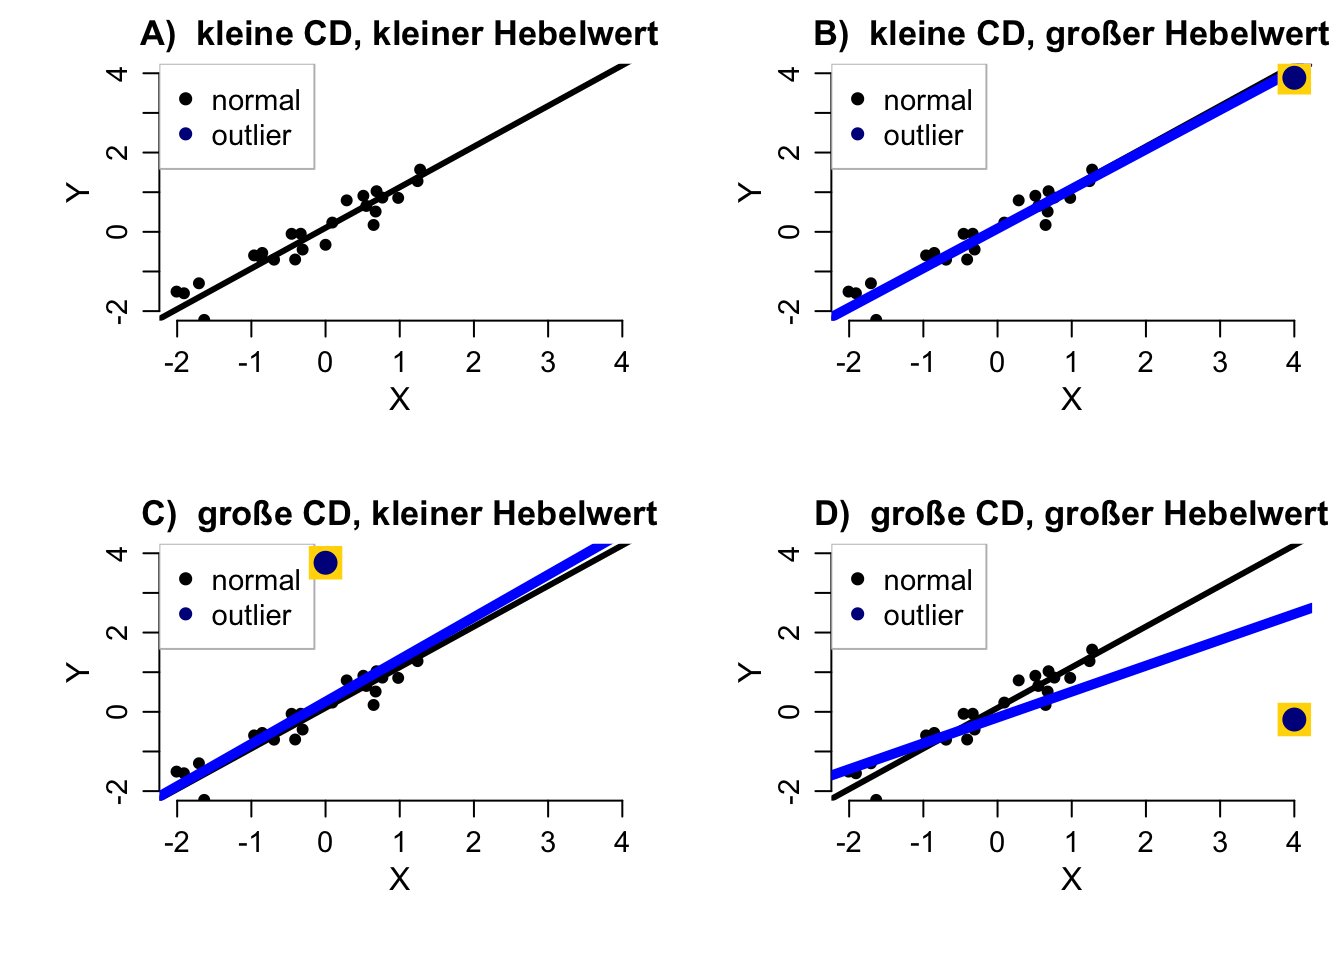 A)  kleine CD, kleiner Hebelwert
4
2
0
-2
Y
normal
outlier
-2 -1 0 1 2 3 4
X
B)  kleine CD, großer Hebelwert
4
2
0
-2
Y
normal
outlier
-2 -1 0 1 2 3 4
X
C)  große CD, kleiner Hebelwert
4
2
0
-2
Y
normal
outlier
-2 -1 0 1 2 3 4
X
D)  große CD, großer Hebelwert
4
2
0
-2
Y
normal
outlier
-2 -1 0 1 2 3 4
X